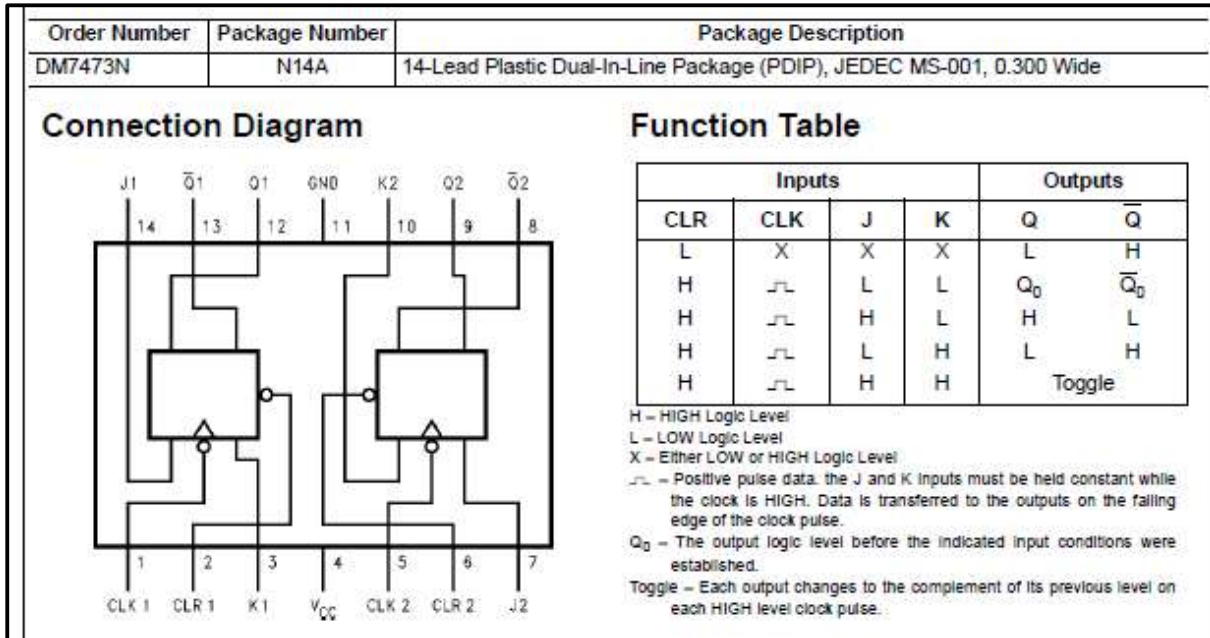 Order Number Package Number Package Description
DM7473N N14A 14-Lead Plastic Dual-In-Line Package (PDIP), JEDEC MS-001, 0.300 Wide
Connection Diagram
J1 Q̅1 Q1 GND K2 Q2 Q̅2
14 13 12 11 10 9 8
1 2 3 4 5 6 7
CLK 1 CLR 1 K1 VCC CLK 2 CLR 2 J2
Function Table
Inputs Outputs
CLR CLK J K Q Q̅
L X X X L H
H ⎍ L L Q0 Q̅0
H ⎍ H L H L
H ⎍ L H L H
H ⎍ H H Toggle
H – HIGH Logic Level
L – LOW Logic Level
X – Either LOW or HIGH Logic Level
⎍ – Positive pulse data. the J and K inputs must be held constant while
the clock is HIGH. Data is transferred to the outputs on the falling
edge of the clock pulse.
Q0 – The output logic level before the indicated input conditions were
established.
Toggle – Each output changes to the complement of its previous level on
each HIGH level clock pulse.